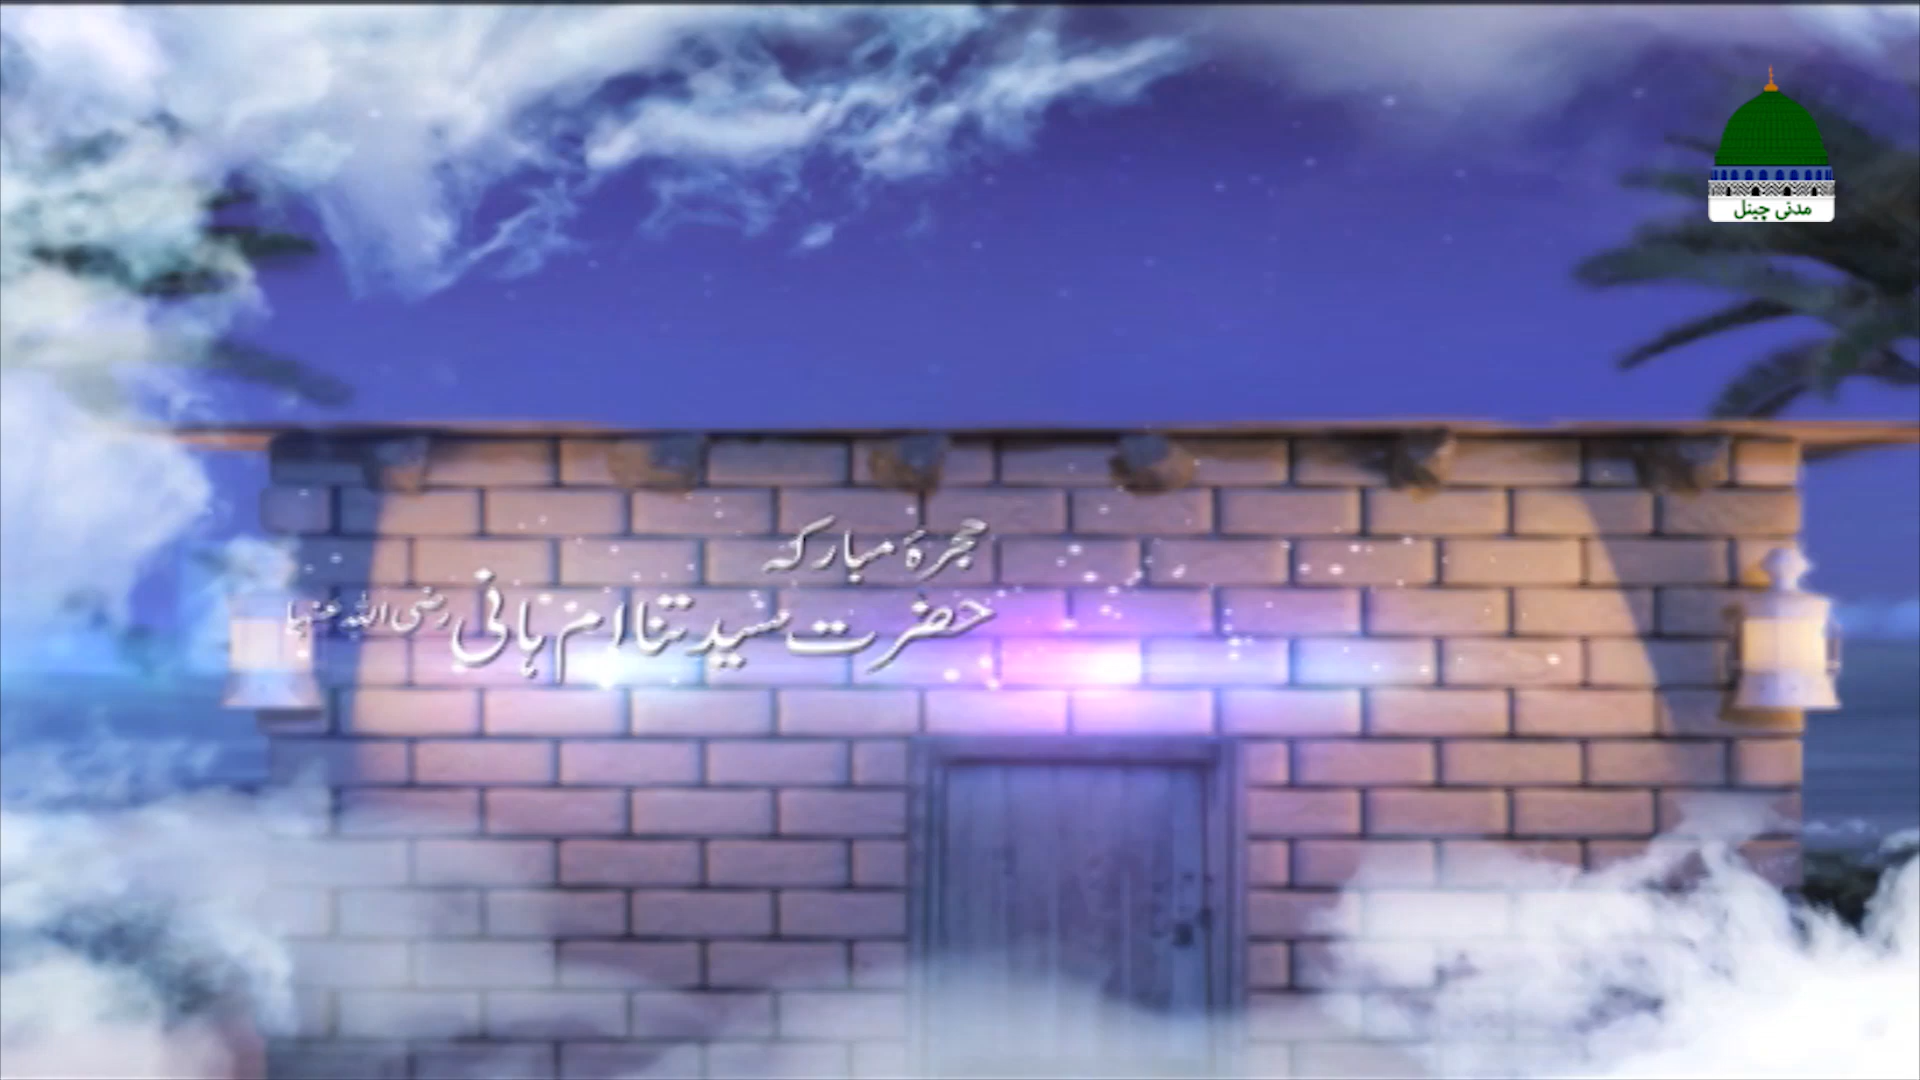 مدنی چینل
حجرۂ مبارکہ
حضرت سیدتنا ام ہانی رضی اللہ عنہا